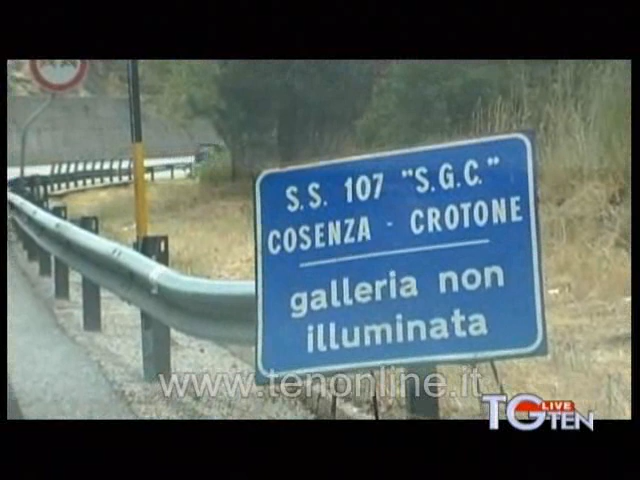 S.S. 107 "S.G.C."
COSENZA - CROTONE
galleria non
illuminata
www.tenonline.it
TG LIVE TEN